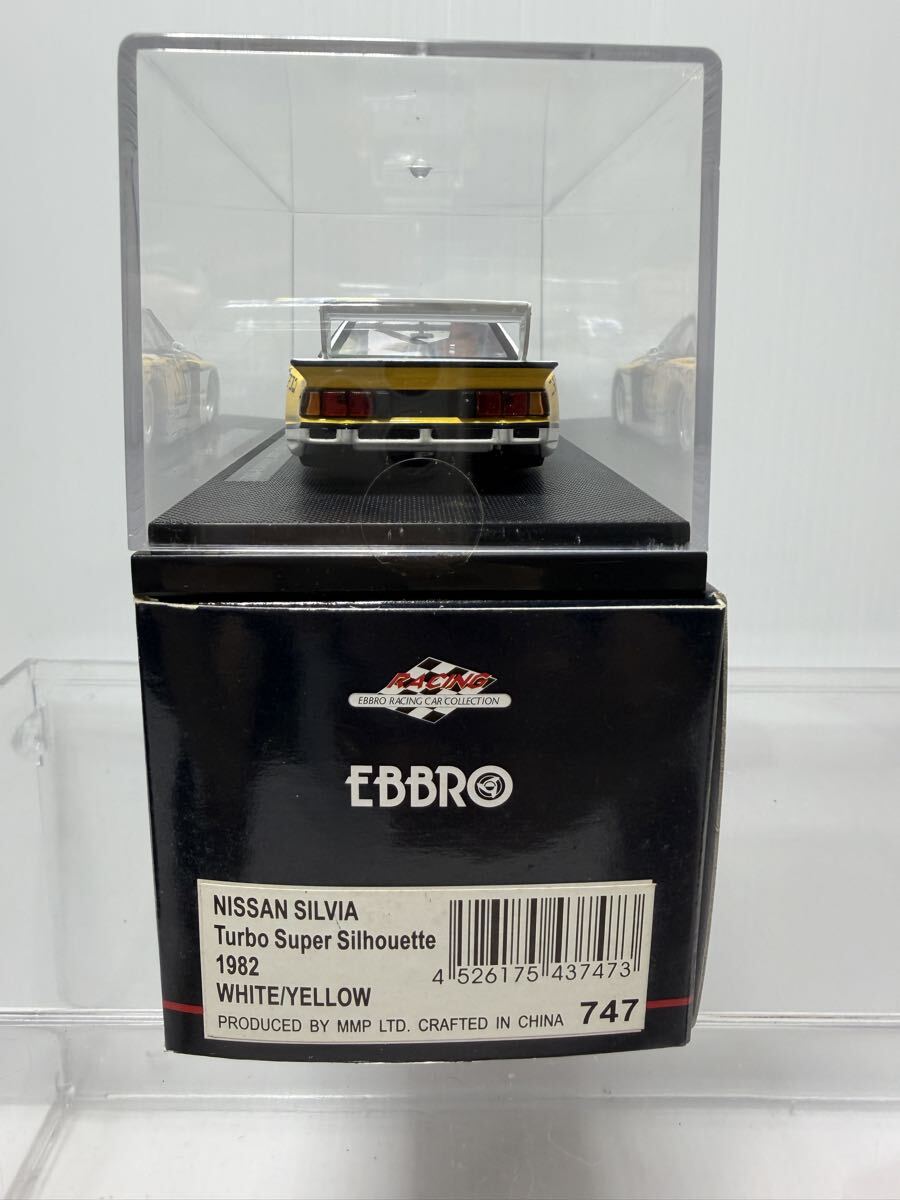 RACING
EBBRO RACING CAR COLLECTION
EBBRO
NISSAN SILVIA
Turbo Super Silhouette
1982
WHITE/YELLOW
4 526175 437473
PRODUCED BY MMP LTD. CRAFTED IN CHINA 747